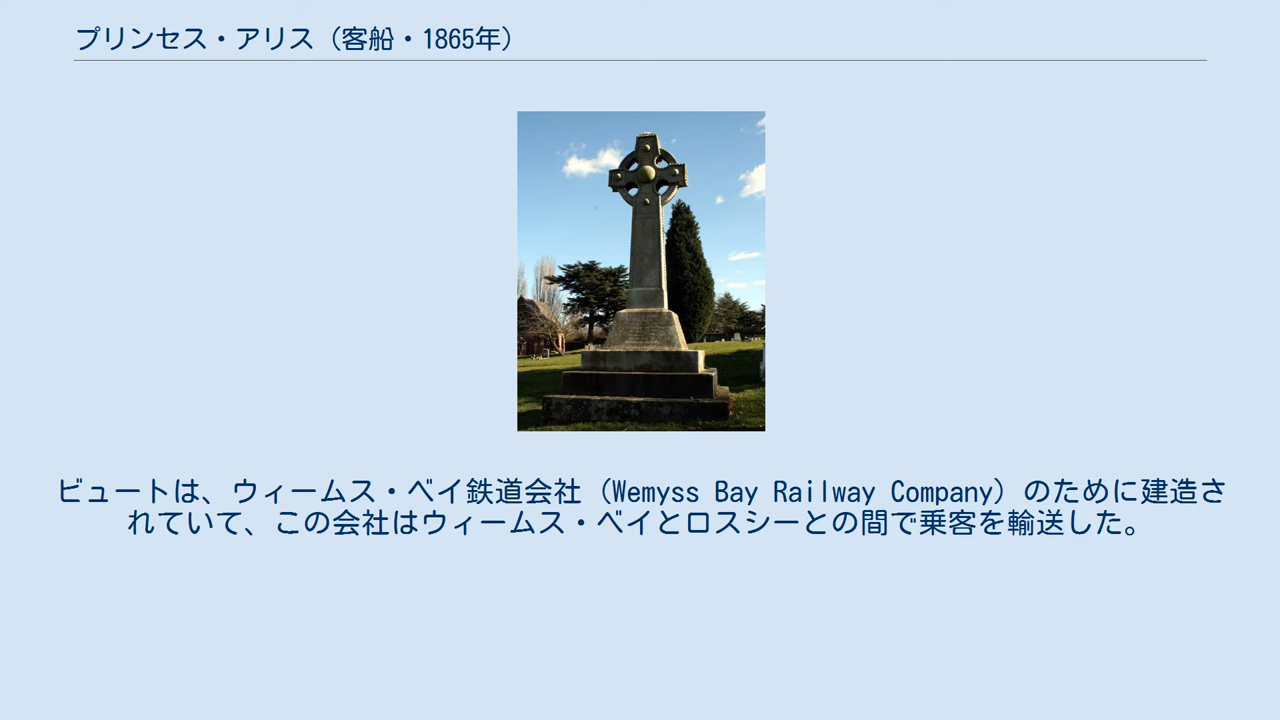 プリンセス・アリス（客船・1865年）
ビュートは、ウィームス・ベイ鉄道会社（Wemyss Bay Railway Company）のために建造さ
れていて、この会社はウィームス・ベイとロスシーとの間で乗客を輸送した。